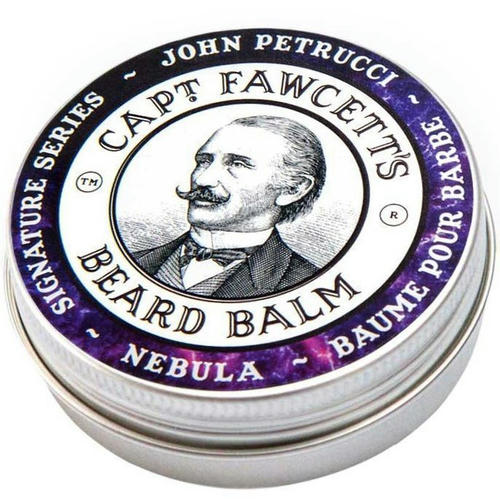 SIGNATURE SERIES ~ JOHN PETRUCCI ~
CAPT FAWCETT'S
TM
R
BEARD BALM
~ NEBULA ~ BAUME POUR BARBE